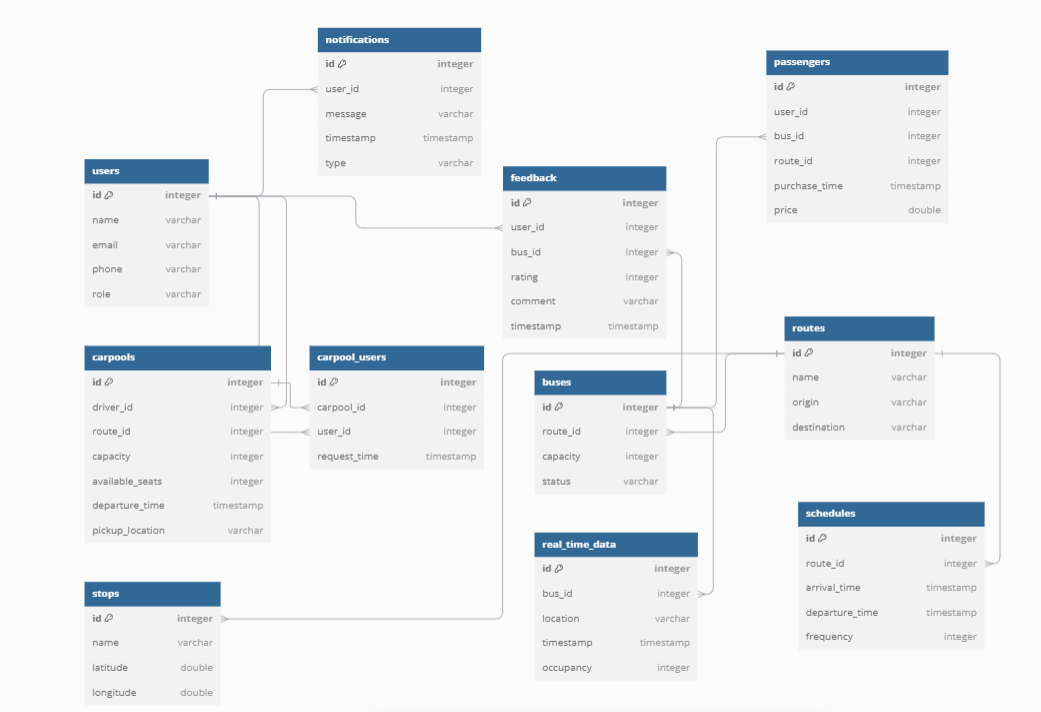 notifications
id integer
user_id integer
message varchar
timestamp timestamp
type varchar
passengers
id integer
user_id integer
bus_id integer
route_id integer
purchase_time timestamp
price double
users
id integer
name varchar
email varchar
phone varchar
role varchar
feedback
id integer
user_id integer
bus_id integer
rating integer
comment varchar
timestamp timestamp
carpools
id integer
driver_id integer
route_id integer
capacity integer
available_seats integer
departure_time timestamp
pickup_location varchar
carpool_users
id integer
carpool_id integer
user_id integer
request_time timestamp
buses
id integer
route_id integer
capacity integer
status varchar
routes
id integer
name varchar
origin varchar
destination varchar
schedules
id integer
route_id integer
arrival_time timestamp
departure_time timestamp
frequency integer
real_time_data
id integer
bus_id integer
location varchar
timestamp timestamp
occupancy integer
stops
id integer
name varchar
latitude double
longitude double